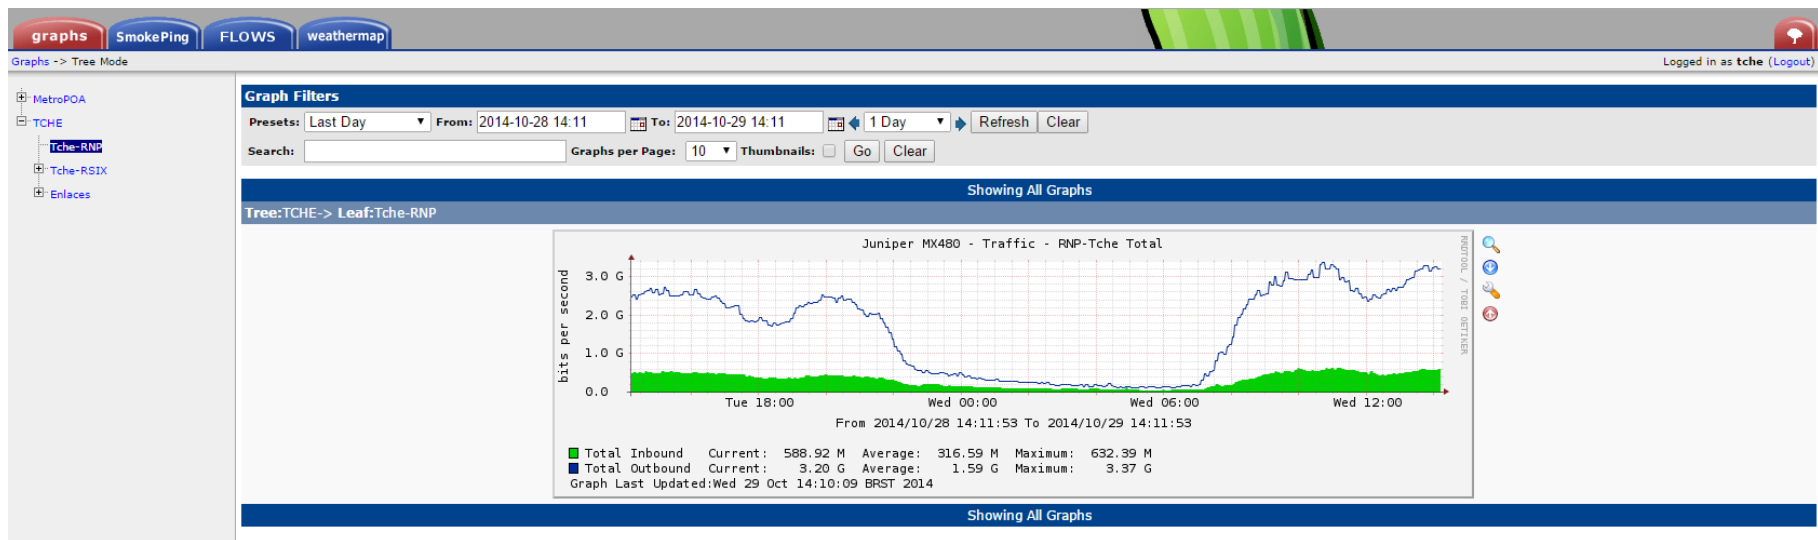 graphs SmokePing FLOWS weathermap
Graphs -> Tree Mode
Logged in as tche (Logout)
MetroPOA
TCHE
Tche-RNP
Tche-RSIX
Enlaces
Graph Filters
Presets: Last Day From: 2014-10-28 14:11 To: 2014-10-29 14:11 1 Day Refresh Clear
Search: Graphs per Page: 10 Thumbnails: Go Clear
Showing All Graphs
Tree:TCHE-> Leaf:Tche-RNP
Juniper MX480 - Traffic - RNP-Tche Total
RRDTOOL / TOBI OETIKER
bits per second
3.0 G
2.0 G
1.0 G
0.0
Tue 18:00 Wed 00:00 Wed 06:00 Wed 12:00
From 2014/10/28 14:11:53 To 2014/10/29 14:11:53
Total Inbound Current: 588.92 M Average: 316.59 M Maximum: 632.39 M
Total Outbound Current: 3.20 G Average: 1.59 G Maximum: 3.37 G
Graph Last Updated:Wed 29 Oct 14:10:09 BRST 2014
Showing All Graphs